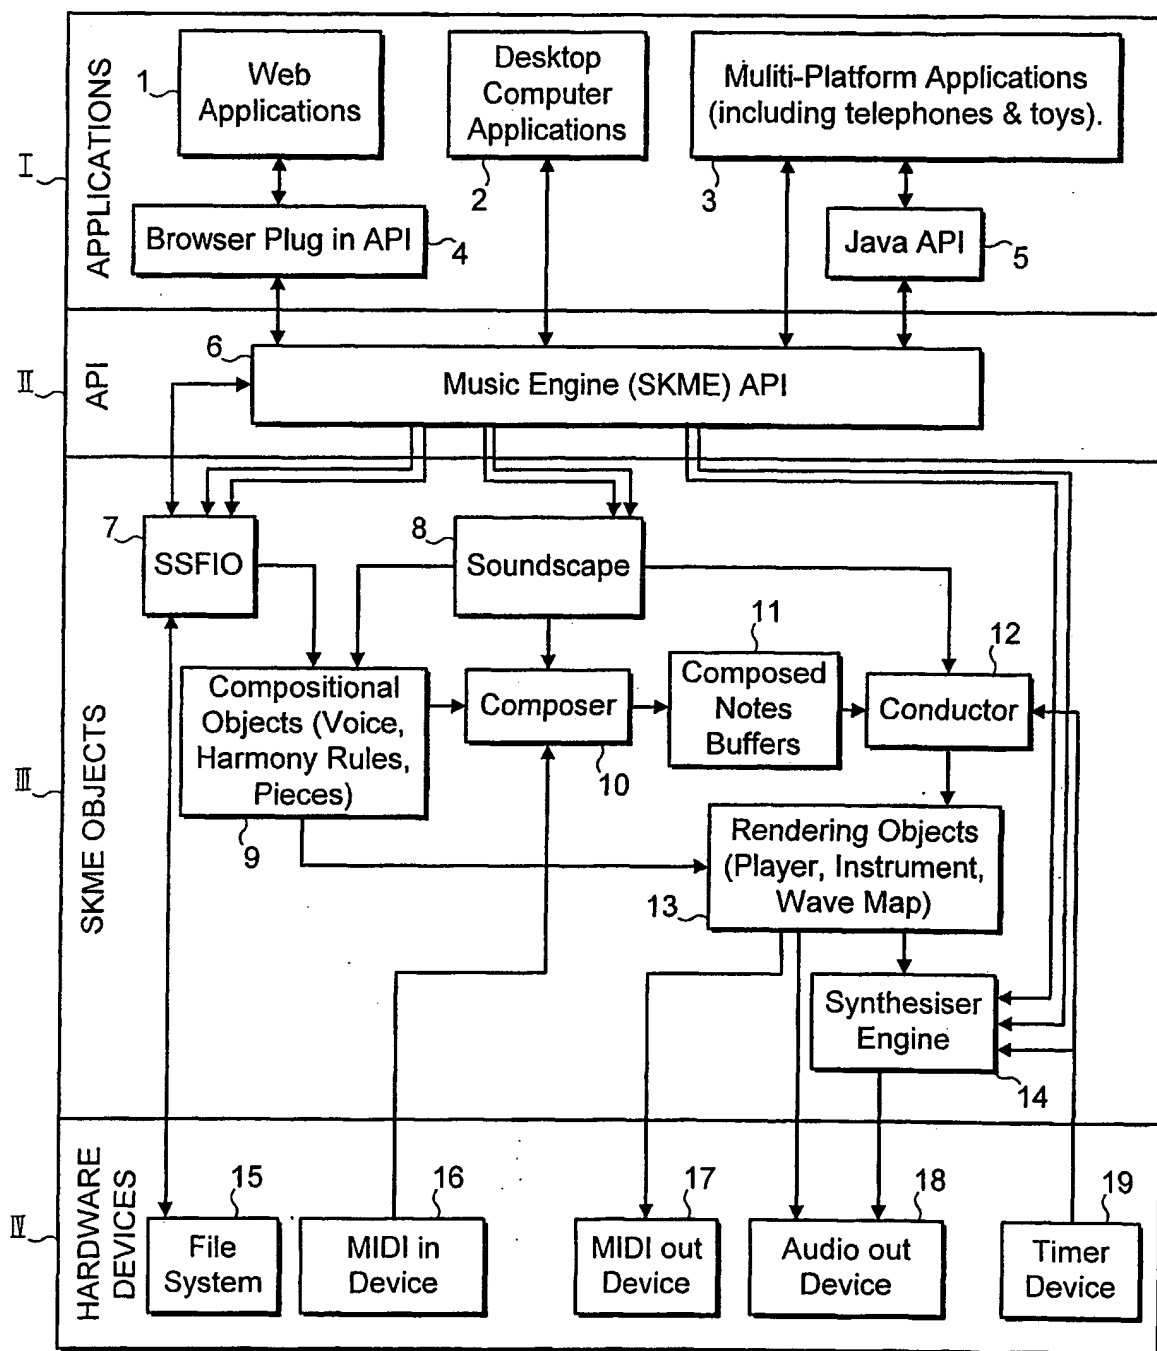 I
APPLICATIONS
1
Web
Applications
Desktop
Computer
Applications
2
Muliti-Platform Applications
(including telephones & toys).
3
Browser Plug in API
4
Java API
5
II
API
6
Music Engine (SKME) API
III
SKME OBJECTS
7
SSFIO
8
Soundscape
9
Compositional
Objects (Voice,
Harmony Rules,
Pieces)
Composer
10
11
Composed
Notes
Buffers
12
Conductor
Rendering Objects
(Player, Instrument,
Wave Map)
13
Synthesiser
Engine
14
IV
HARDWARE
DEVICES
15
File
System
16
MIDI in
Device
17
MIDI out
Device
18
Audio out
Device
19
Timer
Device